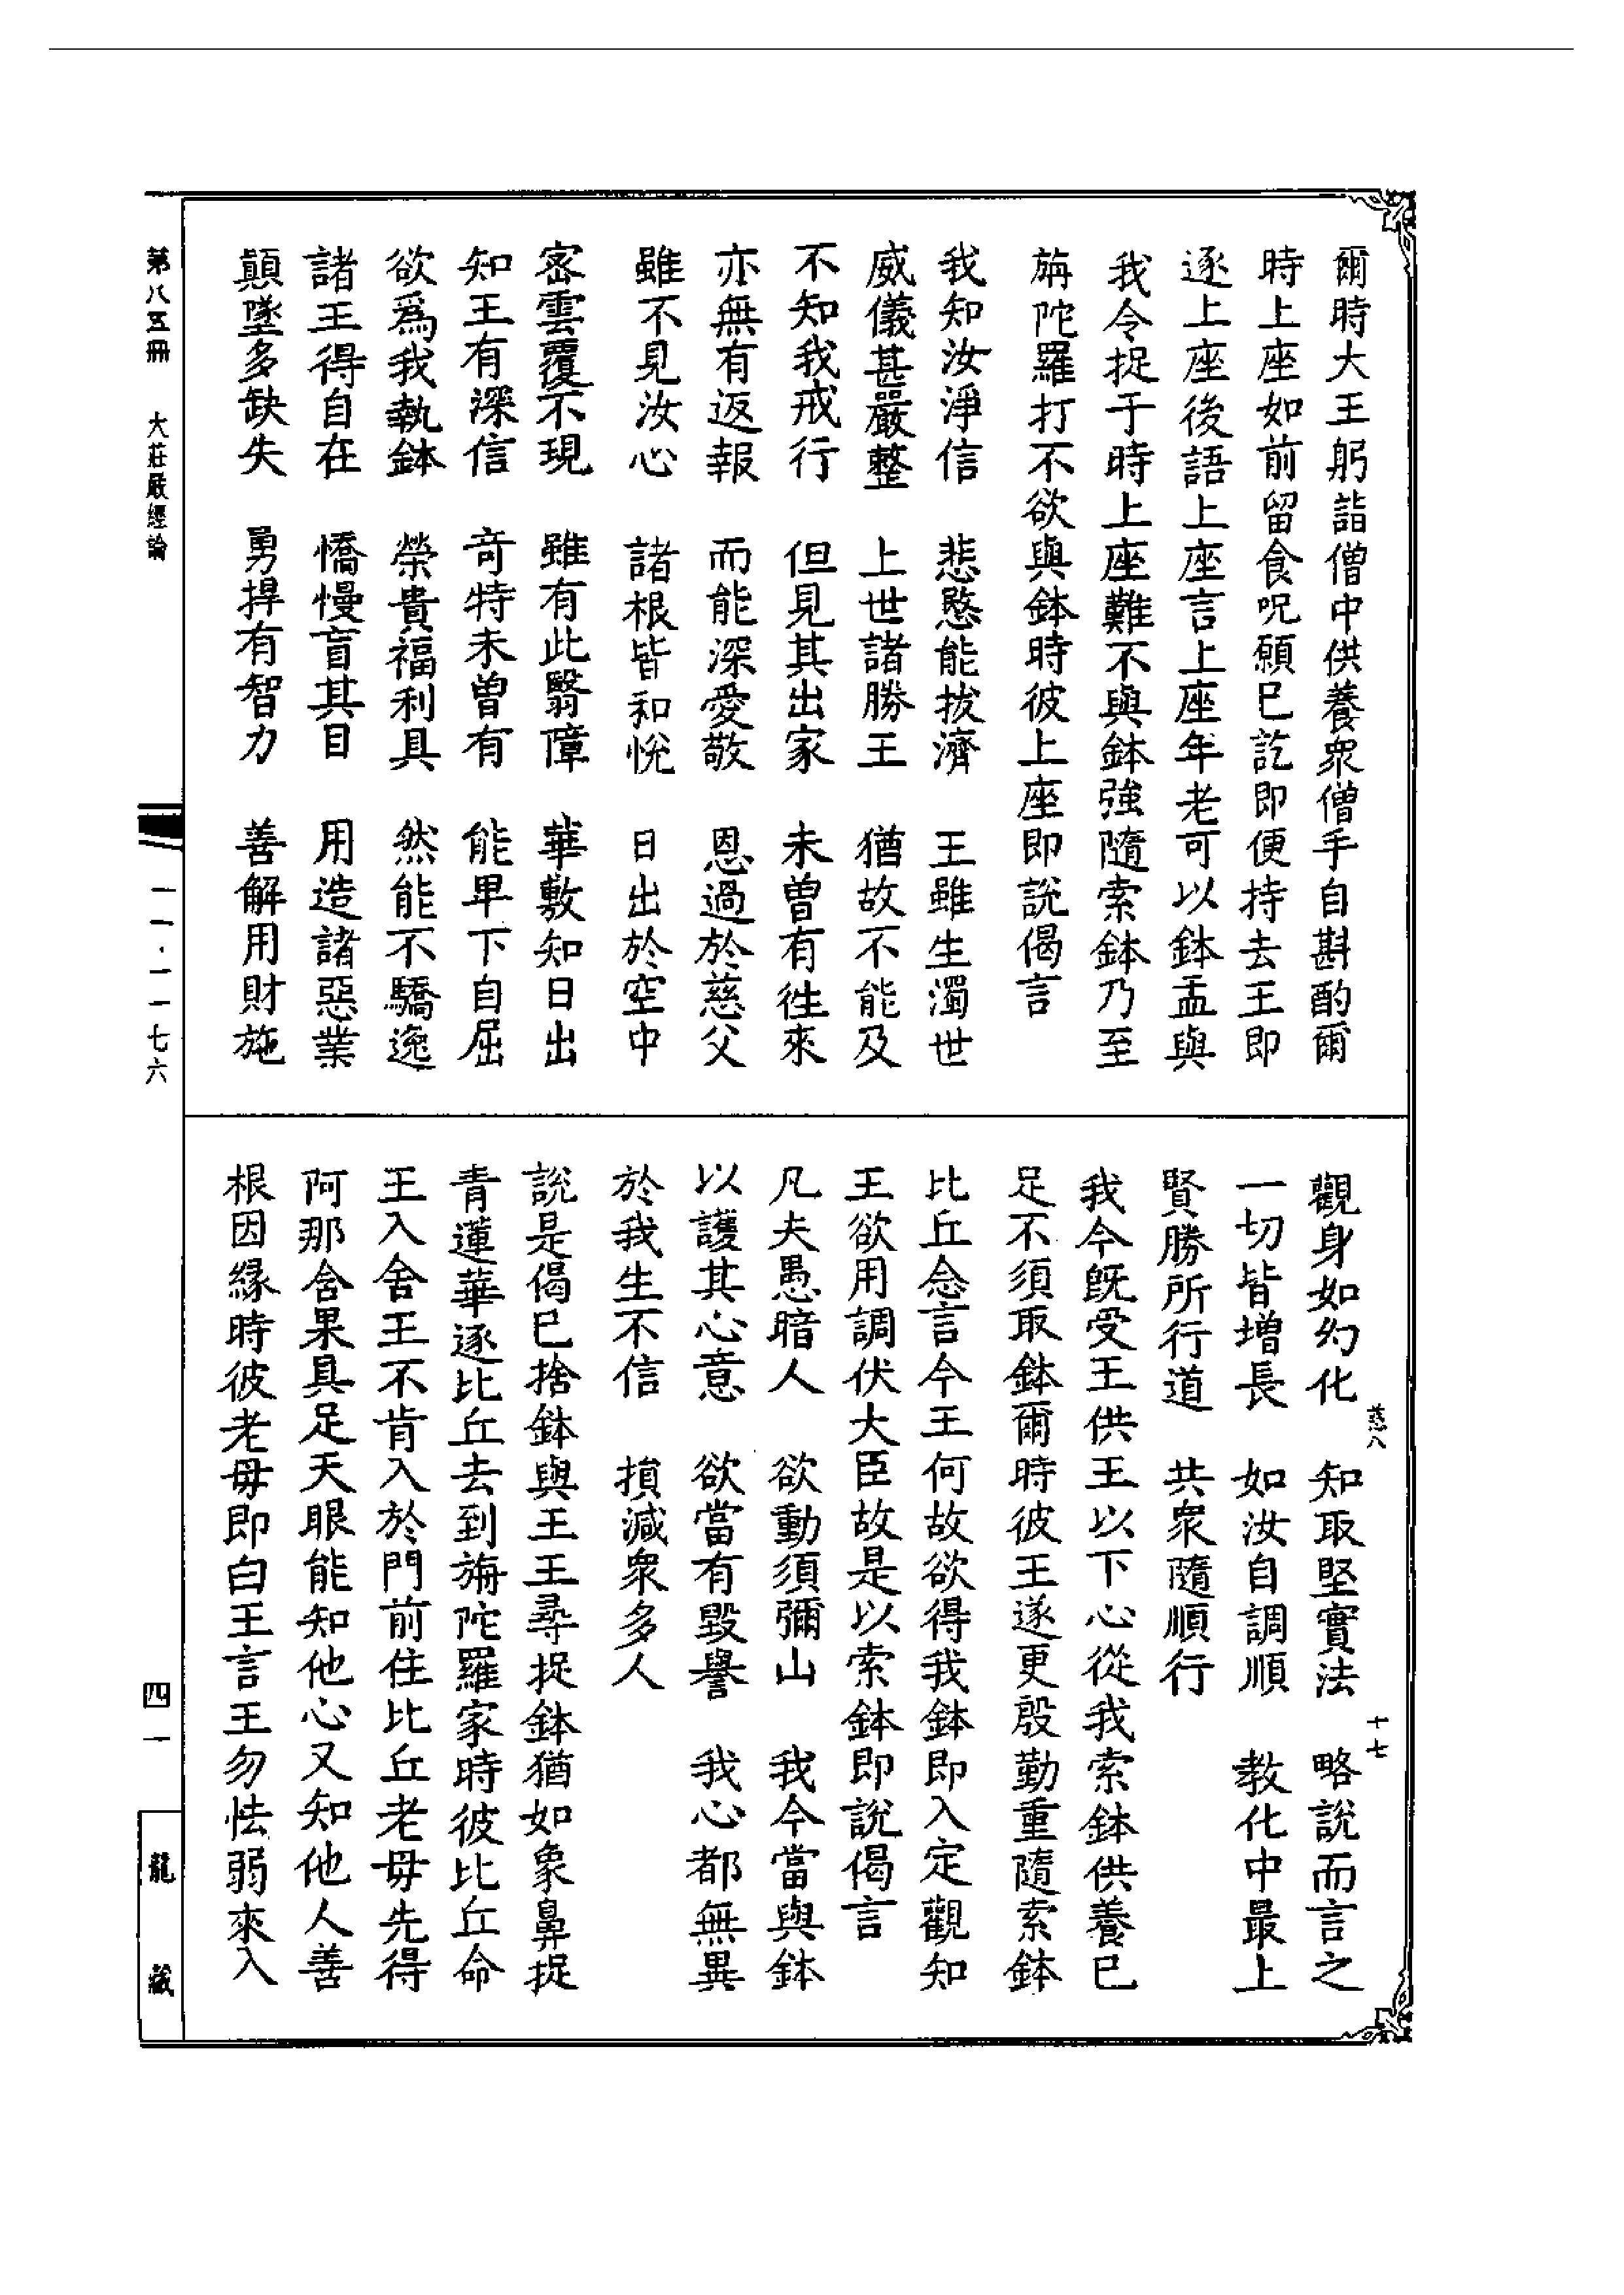 爾時大王躬詣僧中供養衆僧手自斟酌爾
時上座如前留食呪願已訖即便持去王即
逐上座後語上座言上座年老可以鉢盂與
我令捉于時上座難不與鉢強隨索鉢乃至
旃陀羅打不欲與鉢時彼上座即說偈言
我知汝淨信 悲愍能拔濟 王雖生濁世
威儀甚嚴整 上世諸勝王 猶故不能及
不知我戒行 但見其出家 未曾有往來
亦無有返報 而能深愛敬 恩過於慈父
雖不見汝心 諸根皆和悅 日出於空中
密雲覆不現 雖有此翳障 華敷知日出
知王有深信 奇特未曾有 能卑下自屈
欲爲我執鉢 榮貴福利具 然能不驕逸
諸王得自在 憍慢盲其目 用造諸惡業
顚墜多缺失 勇捍有智力 善解用財施
觀身如幻化 知取堅實法 略說而言之
一切皆增長 如汝自調順 教化中最上
賢勝所行道 共衆隨順行
我今旣受王供王以下心從我索鉢供養已
足不須取鉢爾時彼王遂更殷勤重隨索鉢
比丘念言今王何故欲得我鉢即入定觀知
王欲用調伏大臣故是以索鉢即說偈言
凡夫愚暗人 欲動須彌山 我今當與鉢
以護其心意 欲當有毀譽 我心都無異
於我生不信 損減衆多人
說是偈已捨鉢與王王尋捉鉢猶如象鼻捉
青蓮華逐比丘去到旃陀羅家時彼比丘命
王入舍王不肯入於門前住比丘老母先得
阿那含果具足天眼能知他心又知他人善
根因緣時彼老母即白王言王勿怯弱來入
慈八
十七
第八五冊 大莊嚴經論
一一·一一七六
四一
龍藏